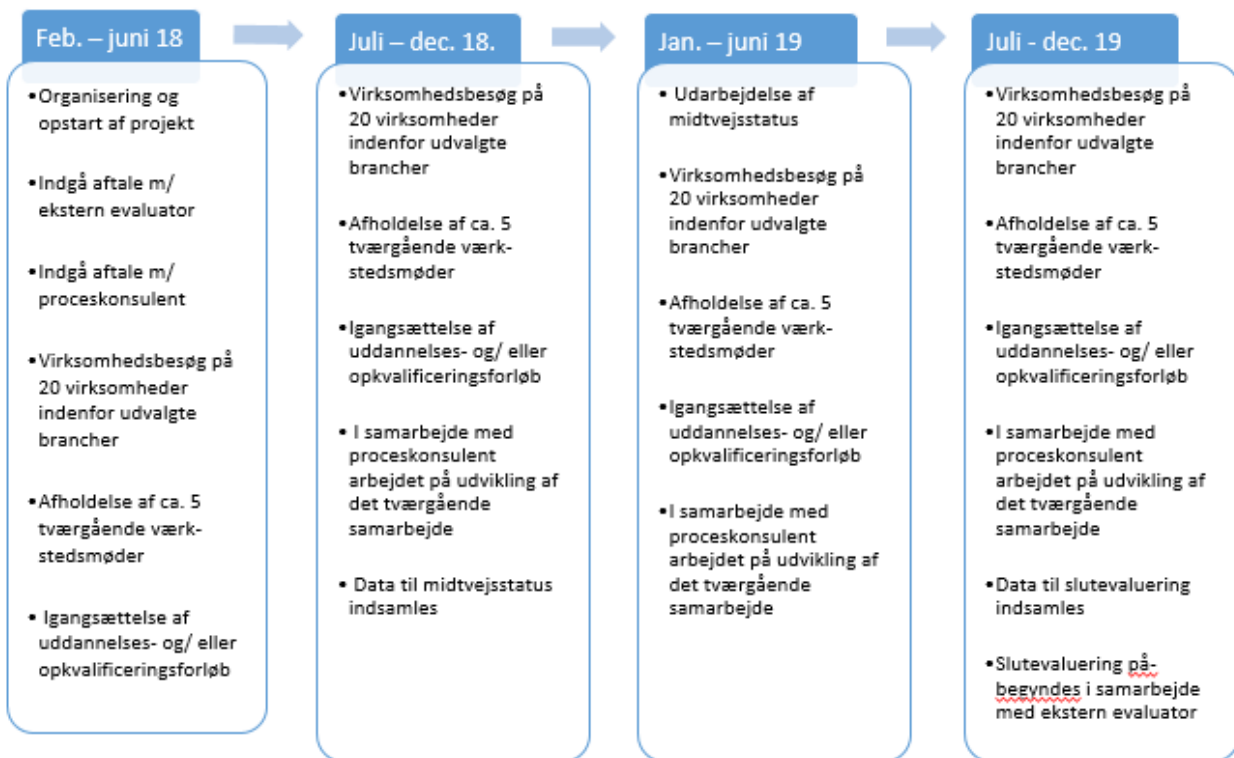 Feb. – juni 18
•Organisering og
opstart af projekt
•Indgå aftale m/
ekstern evaluator
•Indgå aftale m/
proceskonsulent
•Virksomhedsbesøg på
20 virksomheder
indenfor udvalgte
brancher
•Afholdelse af ca. 5
tværgående værk-
stedsmøder
• Igangsættelse af
uddannelses- og/ eller
opkvalificeringsforløb
Juli – dec. 18.
•Virksomhedsbesøg på
20 virksomheder
indenfor udvalgte
brancher
•Afholdelse af ca. 5
tværgående værk-
stedsmøder
•Igangsættelse af
uddannelses- og/ eller
opkvalificeringsforløb
• I samarbejde med
proceskonsulent
arbejdet på udvikling af
det tværgående
samarbejde
• Data til midtvejsstatus
indsamles
Jan. – juni 19
• Udarbejdelse af
midtvejsstatus
•Virksomhedsbesøg på
20 virksomheder
indenfor udvalgte
brancher
•Afholdelse af ca. 5
tværgående værk-
stedsmøder
•Igangsættelse af
uddannelses- og/ eller
opkvalificeringsforløb
•I samarbejde med
proceskonsulent
arbejdet på udvikling af
det tværgående
samarbejde
Juli - dec. 19
•Virksomhedsbesøg på
20 virksomheder
indenfor udvalgte
brancher
•Afholdelse af ca. 5
tværgående værk-
stedsmøder
•Igangsættelse af
uddannelses- og/ eller
opkvalificeringsforløb
•I samarbejde med
proceskonsulent
arbejdet på udvikling af
det tværgående
samarbejde
•Data til slutevaluering
indsamles
•Slutevaluering på-
begyndes i samarbejde
med ekstern evaluator